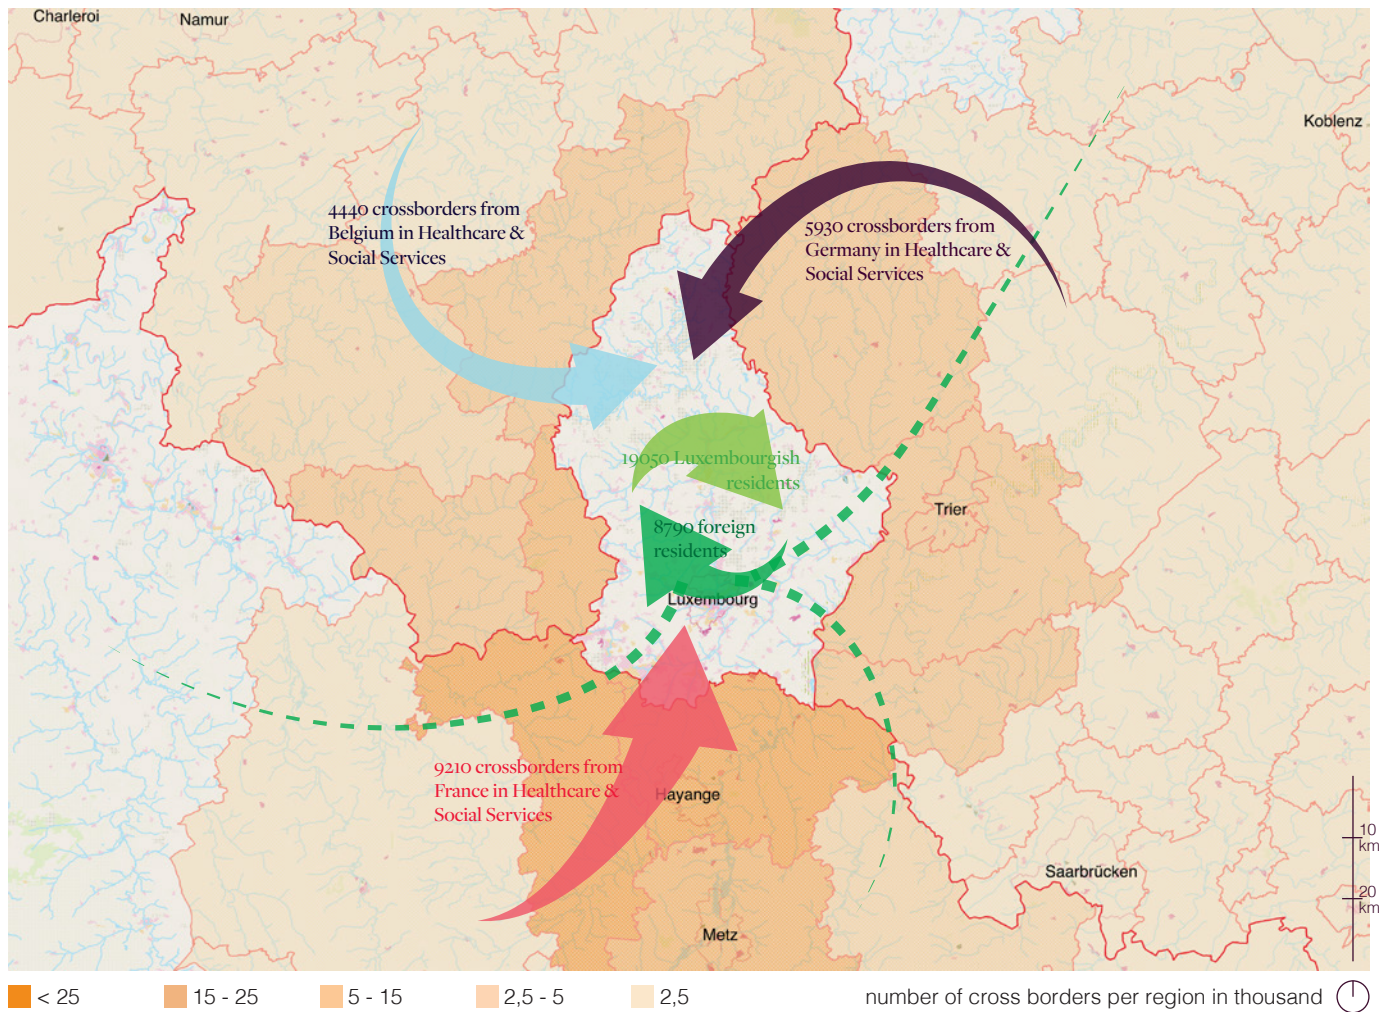 Charleroi
Namur
Koblenz
4440 crossborders from
Belgium in Healthcare &
Social Services
5930 crossborders from
Germany in Healthcare &
Social Services
19050 Luxembourgish
residents
Trier
8790 foreign
residents
Luxembourg
9210 crossborders from
France in Healthcare &
Social Services
Hayange
10
km
Saarbrücken
20
km
Metz
< 25
15 - 25
5 - 15
2,5 - 5
2,5
number of cross borders per region in thousand